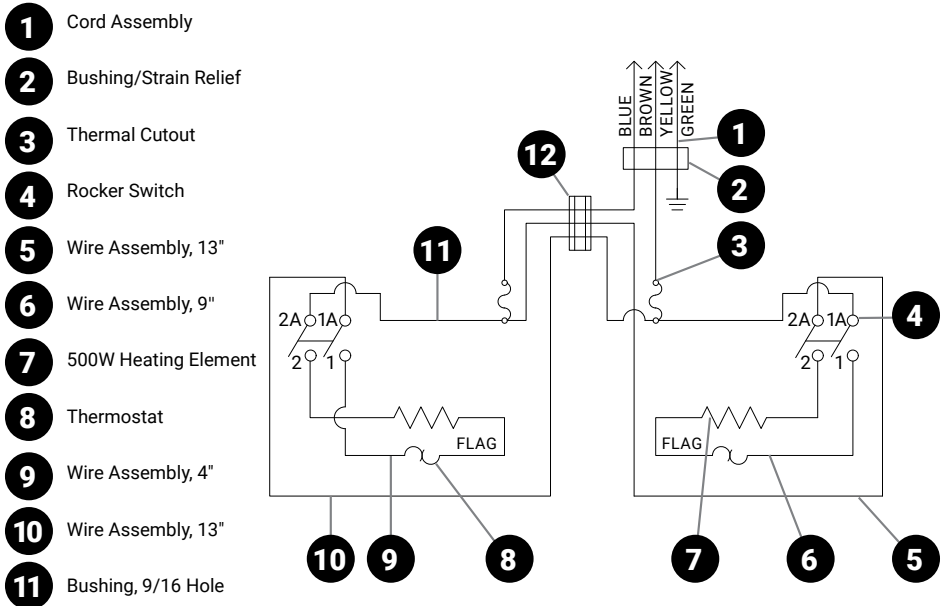 1 Cord Assembly
2 Bushing/Strain Relief
3 Thermal Cutout
4 Rocker Switch
5 Wire Assembly, 13"
6 Wire Assembly, 9"
7 500W Heating Element
8 Thermostat
9 Wire Assembly, 4"
10 Wire Assembly, 13"
11 Bushing, 9/16 Hole
BLUE
BROWN
YELLOW
GREEN
1
12
2
11
3
2A 1A
2 1
2A 1A
4
2 1
FLAG
FLAG
10
9
8
7
6
5